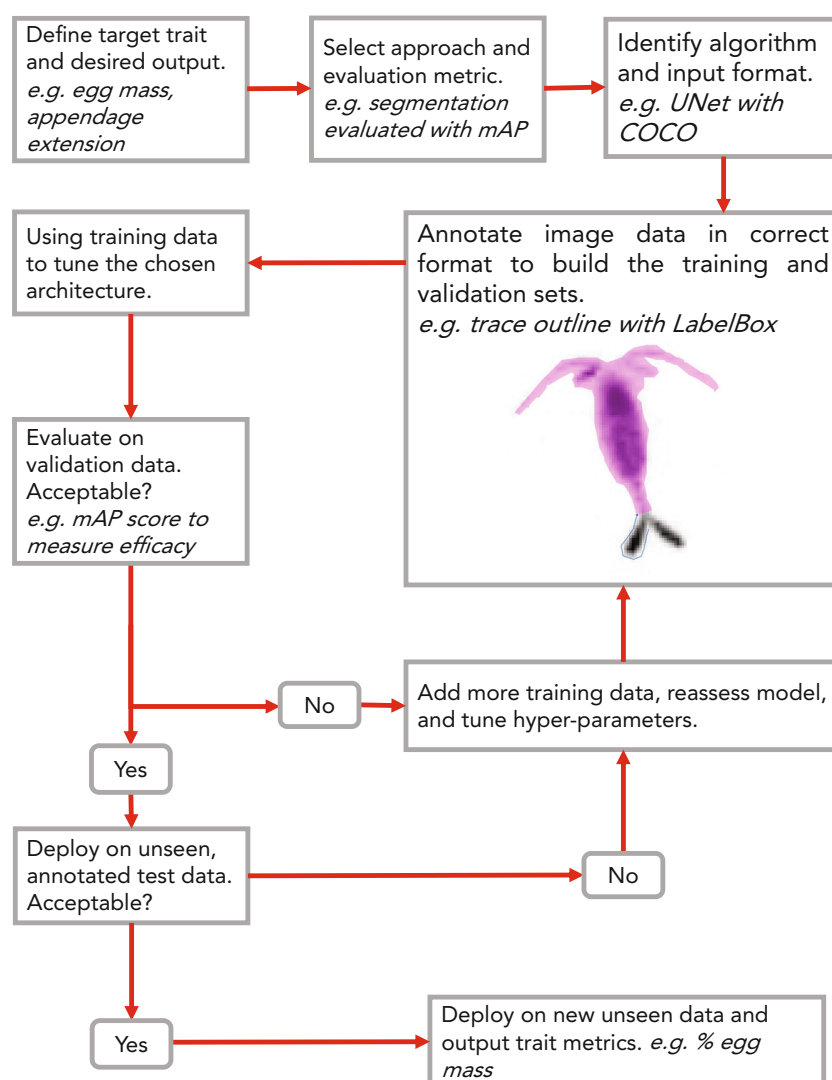 Define target trait
and desired output.
e.g. egg mass,
appendage
extension
Select approach and
evaluation metric.
e.g. segmentation
evaluated with mAP
Identify algorithm
and input format.
e.g. UNet with
COCO
Annotate image data in correct
format to build the training and
validation sets.
e.g. trace outline with LabelBox
Using training data
to tune the chosen
architecture.
Evaluate on
validation data.
Acceptable?
e.g. mAP score to
measure efficacy
No
Add more training data, reassess model,
and tune hyper-parameters.
Yes
Deploy on unseen,
annotated test data.
Acceptable?
No
Yes
Deploy on new unseen data and
output trait metrics. e.g. % egg
mass